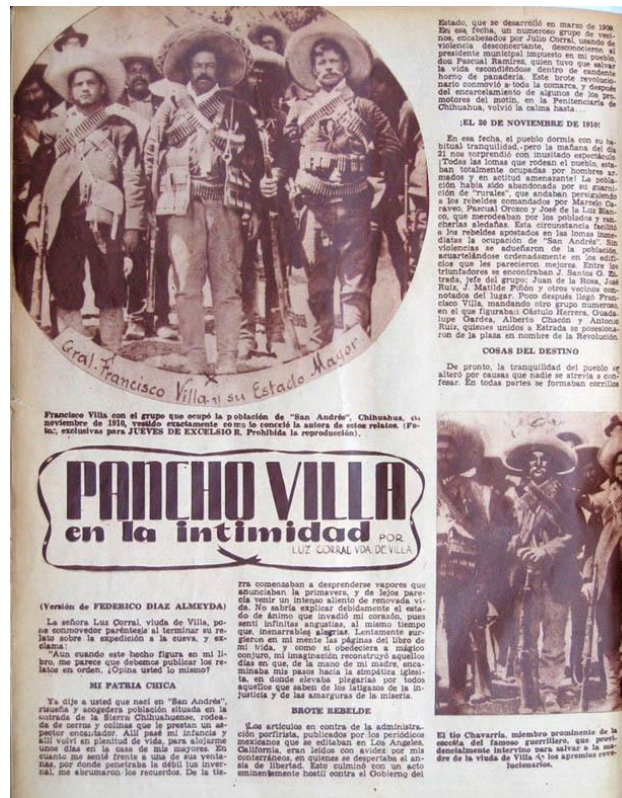 Gral. Francisco Villa y su Estado Mayor.
Francisco Villa con el grupo que ocupó la población de "San Andrés", Chihuahua, en
noviembre de 1910, vestido exactamente como lo conoció la autora de estos relatos. (Fo-
tos, exclusivas para JUEVES DE EXCELSIOR. Prohibida la reproducción).
PANCHO VILLA
en la intimidad
POR
LUZ CORRAL VDA. DE VILLA
(Versión de FEDERICO DIAZ ALMEYDA)
La señora Luz Corral, viuda de Villa, po-
ne conmovedor paréntesis al terminar su re-
lato sobre la expedición a la cueva, y ex-
clama:
"Aun cuando este hecho figura en mi li-
bro, me parece que debemos publicar los re-
latos en orden. ¿Opina usted lo mismo?
MI PATRIA CHICA
Ya dije a usted que nací en "San Andrés",
risueña y acogedora población situada en la
entrada de la Sierra Chihuahuense, rodea-
da de cerros y colinas que le prestan un as-
pector encantador. Allí pasé mi infancia y
allí volví en plenitud de vida, para alojarme
unos días en la casa de mis mayores. En
cuanto me senté frente a una de sus venta-
nas, por donde penetraba la débil luz inver-
nal, me abrumaron los recuerdos. De la tie-
rra comenzaban a desprenderse vapores que
anunciaban la primavera, y de lejos pare-
cía venir un intenso aliento de renovada vi-
da. No sabría explicar debidamente el esta-
do de ánimo que invadió mi corazón, pues
sentí infinitas angustias, al mismo tiempo
que, inenarrables alegrías. Lentamente sur-
gieron en mi mente las páginas del libro de
mi vida, y como si obedeciera a mágico
conjuro, mi imaginación reconstruyó aquellos
días en que, de la mano de mi madre, enca-
minaba mis pasos hacia la simpática iglesi-
ta, en donde elevaba plegarias por todos
aquellos que saben de los latigazos de la in-
justicia y de las amarguras de la miseria.
BROTE REBELDE
Los artículos en contra de la administra-
ción porfirista, publicados por los periódicos
mexicanos que se editaban en Los Angeles,
California, eran leídos con avidez por mis
conterráneos, en quienes se despertaba el an-
sia de libertad. Esto culminó con un acto
eminentemente hostil contra el Gobierno del
Estado, que se desarrolló en marzo de 1909.
En esa fecha, un numeroso grupo de veci-
nos, encabezados por Julio Corral, usando de
violencia desconcertante, desconocieron al
presidente municipal impuesto en mi pueblo,
don Pascual Ramírez, quien tuvo que salvar
la vida escondiéndose dentro de candente
horno de panadería. Este brote revolucio-
nario conmovió a toda la comarca, y después
del encarcelamiento de algunos de los pro-
motores del motín, en la Penitenciaría de
Chihuahua, volvió la calma hasta...
¡EL 20 DE NOVIEMBRE DE 1910!
En esa fecha, el pueblo dormía con su ha-
bitual tranquilidad, pero la mañana del día
21 nos sorprendió con inusitado espectáculo.
¡Todas las lomas que rodean el pueblo, esta-
ban totalmente ocupadas por hombres ar-
mados y en actitud amenazante! La pobla-
ción había sido abandonada por su guarni-
ción de "rurales", que andaban persiguiendo
a los rebeldes comandados por Marcelo Ca-
raveo, Pascual Orozco y José de la Luz Blan-
co, que merodeaban por los poblados y ran-
cherías aledañas. Esta circunstancia facilitó
a los rebeldes apostados en las lomas inme-
diatas la ocupación de "San Andrés". Sin
violencias se adueñaron de la población,
acuartelándose ordenadamente en los edifi-
cios que les parecieron mejores. Entre los
triunfadores se encontraban J. Santos G. Es-
trada, jefe del grupo; Juan de la Rosa, José
Ruiz, J. Matilde Piñón y otros vecinos con-
notados del lugar. Poco después llegó Fran-
cisco Villa, mandando otro grupo numeroso,
en el que figuraban Cástulo Herrera, Guada-
lupe Gardea, Alberto Chacón y Antonio
Ruiz, quienes unidos a Estrada se posesiona-
ron de la plaza en nombre de la Revolución.
COSAS DEL DESTINO
De pronto, la tranquilidad del pueblo se
alteró por causas que nadie se atrevía a con-
fesar. En todas partes se formaban corrillos
El tío Chavarría, miembro prominente de la
escolta del famoso guerrillero, que provi-
dencialmente intervino para salvar a la ma-
dre de la viuda de Villa de los apremios revo-
lucionarios.